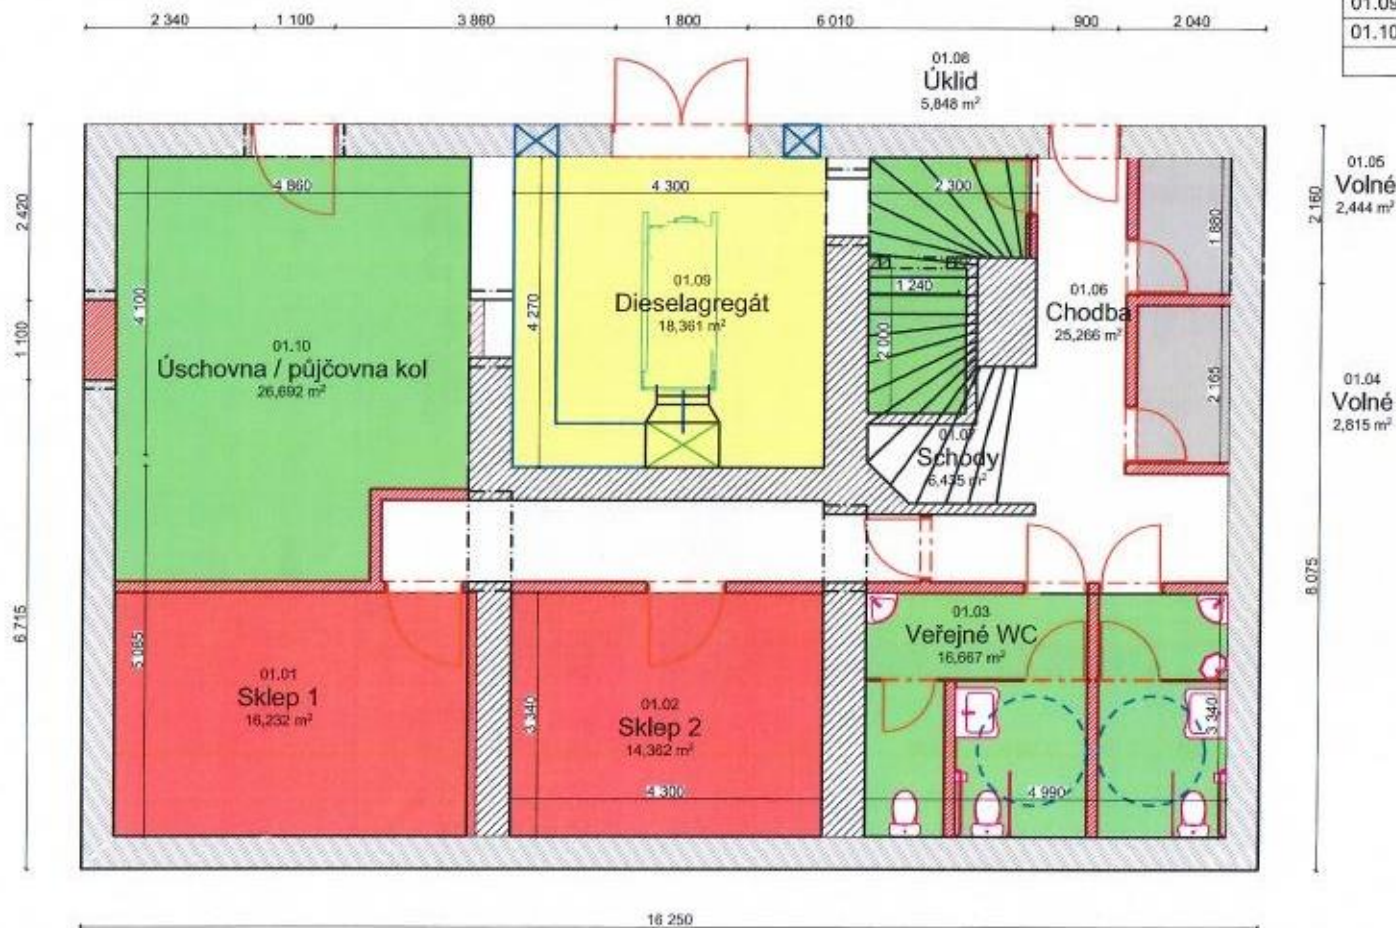 01.09
01.10
2 340
1 100
3 860
1 800
6 010
900
2 040
01.08
Úklid
5,848 m²
01.05
Volné
2,444 m²
2 420
1 100
6 715
2 160
8 075
4 860
4 300
2 300
1 880
4 100
4 270
1 240
2 000
2 165
01.09
Dieselagregát
18,361 m²
01.06
Chodba
25,266 m²
01.10
Úschovna / půjčovna kol
26,692 m²
01.04
Volné
2,815 m²
01.07
Schody
6,435 m²
01.03
Veřejné WC
16,667 m²
5 085
01.01
Sklep 1
16,232 m²
3 340
01.02
Sklep 2
14,362 m²
3 340
4 300
4 990
16 250